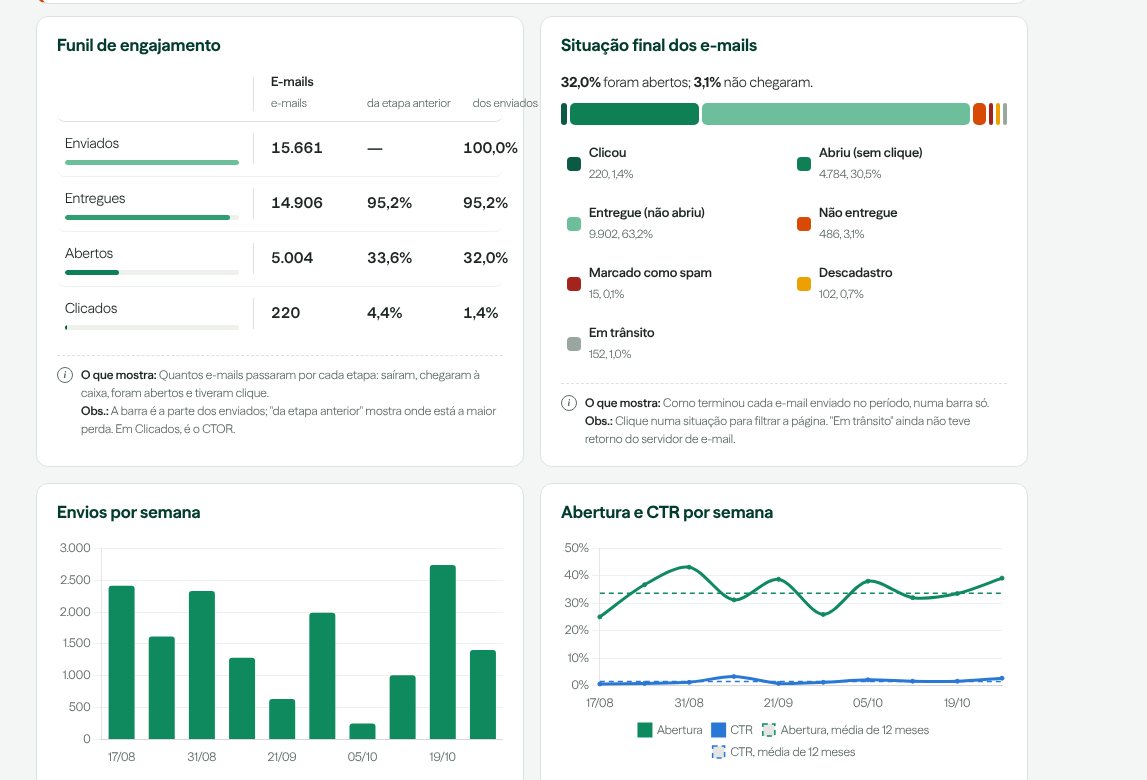 Funil de engajamento
E-mails
e-mails da etapa anterior dos enviados
Enviados 15.661 — 100,0%
Entregues 14.906 95,2% 95,2%
Abertos 5.004 33,6% 32,0%
Clicados 220 4,4% 1,4%
O que mostra: Quantos e-mails passaram por cada etapa: saíram, chegaram à
caixa, foram abertos e tiveram clique.
Obs.: A barra é a parte dos enviados; "da etapa anterior" mostra onde está a maior
perda. Em Clicados, é o CTOR.
Situação final dos e-mails
32,0% foram abertos; 3,1% não chegaram.
Clicou
220, 1,4%
Abriu (sem clique)
4.784, 30,5%
Entregue (não abriu)
9.902, 63,2%
Não entregue
486, 3,1%
Marcado como spam
15, 0,1%
Descadastro
102, 0,7%
Em trânsito
152, 1,0%
O que mostra: Como terminou cada e-mail enviado no período, numa barra só.
Obs.: Clique numa situação para filtrar a página. "Em trânsito" ainda não teve
retorno do servidor de e-mail.
Envios por semana
3.000
2.500
2.000
1.500
1.000
500
0
17/08 31/08 21/09 05/10 19/10
Abertura e CTR por semana
50%
40%
30%
20%
10%
0%
17/08 31/08 21/09 05/10 19/10
Abertura CTR Abertura, média de 12 meses
CTR, média de 12 meses